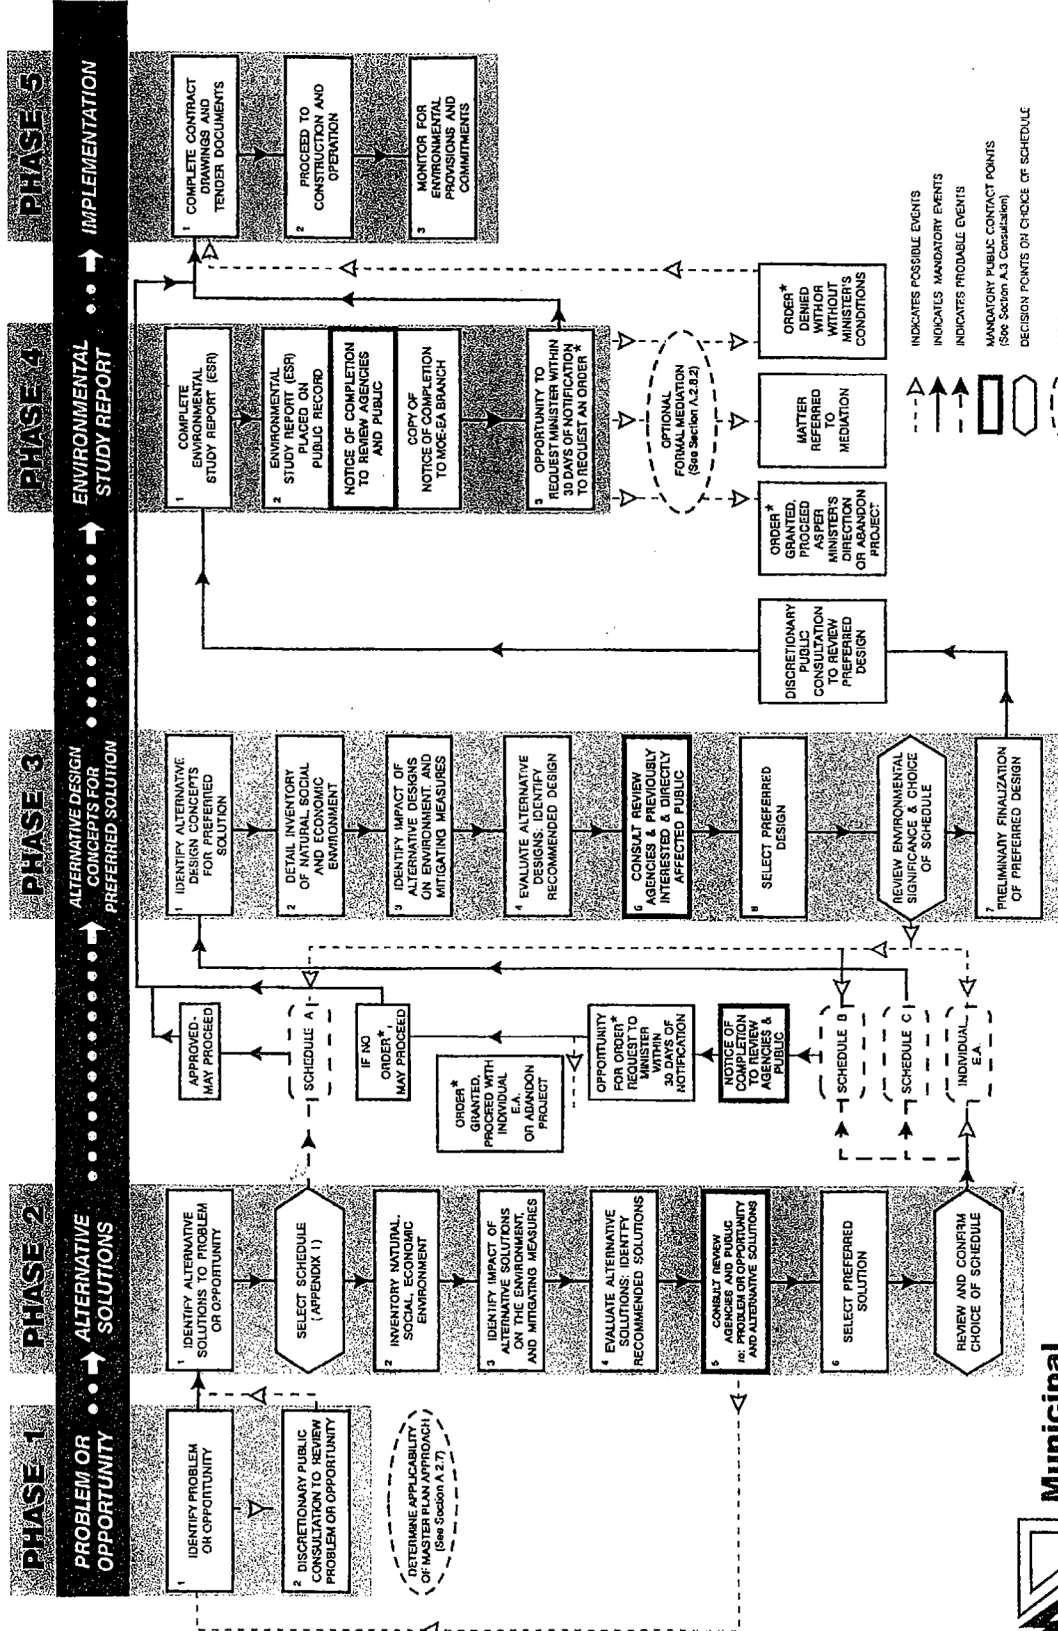 PHASE 1
PROBLEM OR
OPPORTUNITY
1
IDENTIFY PROBLEM
OR OPPORTUNITY
2 DISCRETIONARY PUBLIC
CONSULTATION TO REVIEW
PROBLEM OR OPPORTUNITY
DETERMINE APPLICABILITY
OF MASTER PLAN APPROACH
(See Section A.2.7)
PHASE 2
ALTERNATIVE
SOLUTIONS
1 IDENTIFY ALTERNATIVE
SOLUTIONS TO PROBLEM
OR OPPORTUNITY
SELECT SCHEDULE
(APPENDIX I)
2 INVENTORY NATURAL,
SOCIAL, ECONOMIC
ENVIRONMENT
3 IDENTIFY IMPACT OF
ALTERNATIVE SOLUTIONS
ON THE ENVIRONMENT,
AND MITIGATING MEASURES
4 EVALUATE ALTERNATIVE
SOLUTIONS: IDENTIFY
RECOMMENDED SOLUTIONS
5 CONSULT REVIEW
AGENCIES AND PUBLIC
re: PROBLEM OR OPPORTUNITY
AND ALTERNATIVE SOLUTIONS
6 SELECT PREFERRED
SOLUTION
REVIEW AND CONFIRM
CHOICE OF SCHEDULE
APPROVED-
MAY PROCEED
SCHEDULE A
IF NO
ORDER*,
MAY PROCEED
ORDER*
GRANTED,
PROCEED WITH
INDIVIDUAL
E.A.
OR ABANDON
PROJECT
OPPORTUNITY
FOR ORDER*
REQUEST TO
MINISTER
WITHIN
30 DAYS OF
NOTIFICATION
NOTICE OF
COMPLETION
TO REVIEW
AGENCIES &
PUBLIC
SCHEDULE B
SCHEDULE C
INDIVIDUAL
E.A.
PHASE 3
ALTERNATIVE DESIGN
CONCEPTS FOR
PREFERRED SOLUTION
1 IDENTIFY ALTERNATIVE
DESIGN CONCEPTS
FOR PREFERRED
SOLUTION
2 DETAIL INVENTORY
OF NATURAL SOCIAL
AND ECONOMIC
ENVIRONMENT
3 IDENTIFY IMPACT OF
ALTERNATIVE DESIGNS
ON ENVIRONMENT, AND
MITIGATING MEASURES
4 EVALUATE ALTERNATIVE
DESIGNS: IDENTIFY
RECOMMENDED DESIGN
CONSULT REVIEW
AGENCIES & PREVIOUSLY
INTERESTED & DIRECTLY
AFFECTED PUBLIC
SELECT PREFERRED
DESIGN
REVIEW ENVIRONMENTAL
SIGNIFICANCE & CHOICE
OF SCHEDULE
7 PRELIMINARY FINALIZATION
OF PREFERRED DESIGN
DISCRETIONARY
PUBLIC
CONSULTATION
TO REVIEW
PREFERRED
DESIGN
PHASE 4
ENVIRONMENTAL
STUDY REPORT
1 COMPLETE
ENVIRONMENTAL
STUDY REPORT (ESR)
2 ENVIRONMENTAL
STUDY REPORT (ESR)
PLACED ON
PUBLIC RECORD
NOTICE OF COMPLETION
TO REVIEW AGENCIES
AND PUBLIC
COPY OF
NOTICE OF COMPLETION
TO MOE-EA BRANCH
3 OPPORTUNITY TO
REQUEST MINISTER WITHIN
30 DAYS OF NOTIFICATION
TO REQUEST AN ORDER*
OPTIONAL
FORMAL MEDIATION
(See Section A.2.8.2)
ORDER*
GRANTED,
PROCEED
AS PER
MINISTER'S
DIRECTION
OR ABANDON
PROJECT
MATTER
REFERRED
TO
MEDIATION
ORDER*
DENIED
WITH OR
WITHOUT
MINISTER'S
CONDITIONS
PHASE 5
IMPLEMENTATION
1 COMPLETE CONTRACT
DRAWINGS AND
TENDER DOCUMENTS
2 PROCEED TO
CONSTRUCTION AND
OPERATION
3 MONITOR FOR
ENVIRONMENTAL
PROVISIONS AND
COMMITMENTS
INDICATES POSSIBLE EVENTS
INDICATES MANDATORY EVENTS
INDICATES PROBABLE EVENTS
MANDATORY PUBLIC CONTACT POINTS
(See Section A.3 Consultation)
DECISION POINTS ON CHOICE OF SCHEDULE
Municipal